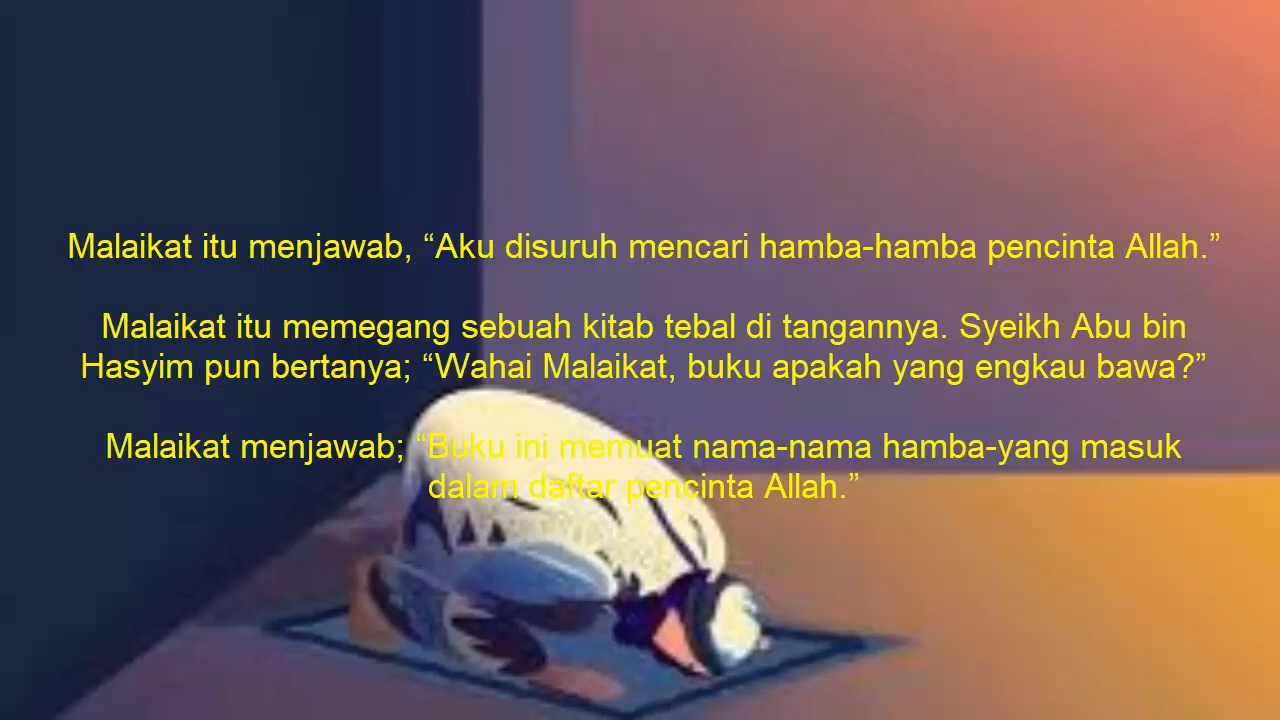 Malaikat itu menjawab, “Aku disuruh mencari hamba-hamba pencinta Allah.”
Malaikat itu memegang sebuah kitab tebal di tangannya. Syeikh Abu bin
Hasyim pun bertanya; “Wahai Malaikat, buku apakah yang engkau bawa?”
Malaikat menjawab; “Buku ini memuat nama-nama hamba-yang masuk
dalam daftar pencinta Allah.”